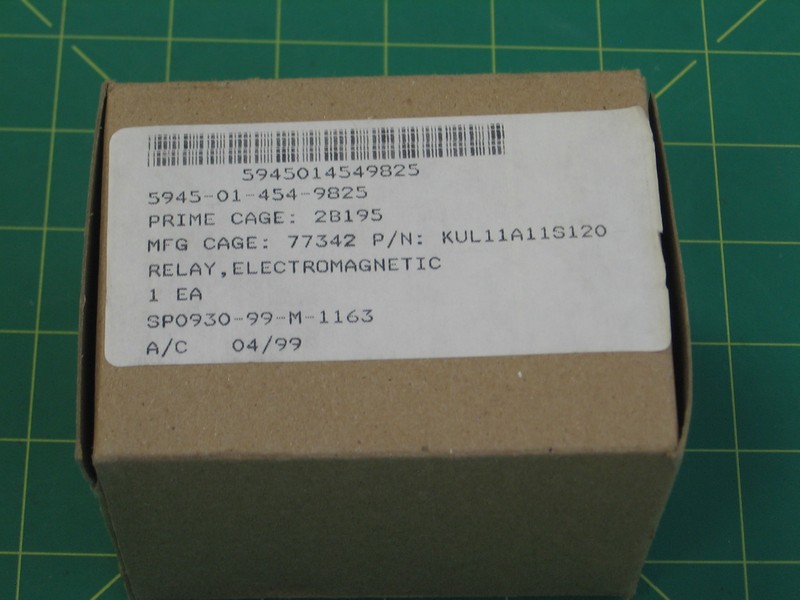 5945014549825
5945-01-454-9825
PRIME CAGE: 2B195
MFG CAGE: 77342 P/N: KUL11A11S120
RELAY,ELECTROMAGNETIC
1 EA
SP0930-99-M-1163
A/C 04/99